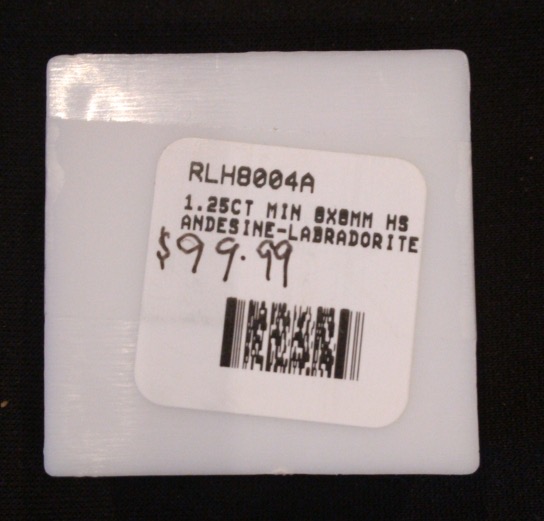 RLH8004A
1.25CT MIN 8X8MM HS
ANDESINE-LABRADORITE
$99.99